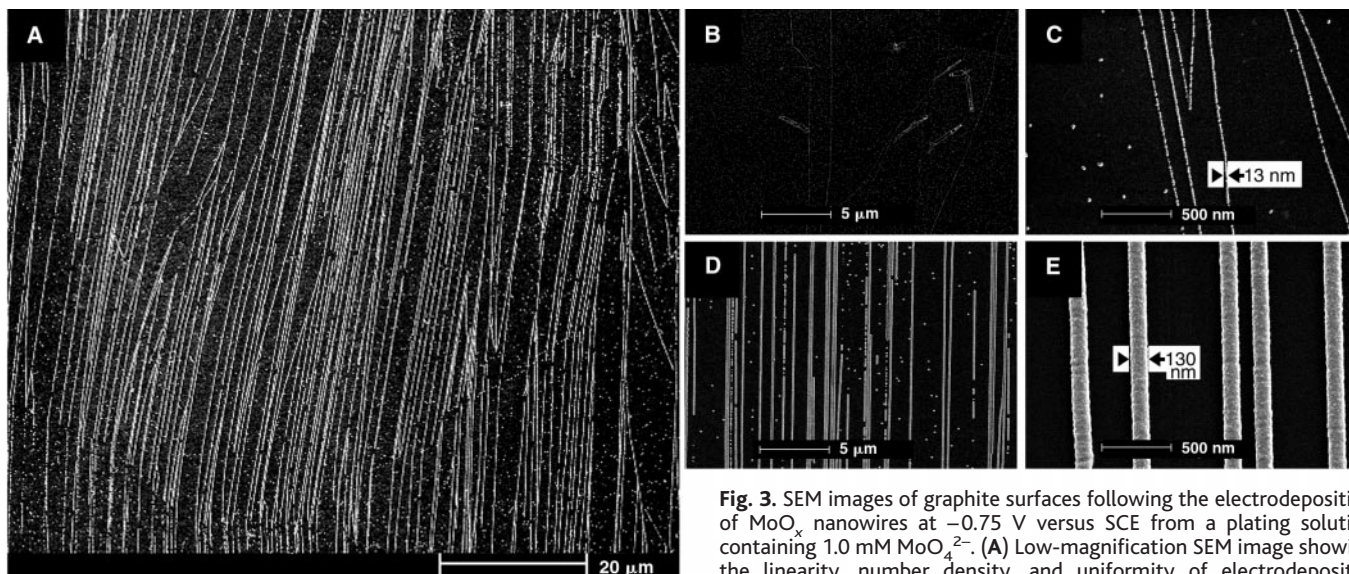 A
B
C
13 nm
5 μm
500 nm
D
E
130
nm
5 μm
500 nm
20 μm
Fig. 3. SEM images of graphite surfaces following the electrodepositi
of MoOₓ nanowires at −0.75 V versus SCE from a plating soluti
containing 1.0 mM MoO₄²⁻. (A) Low-magnification SEM image showi
the linearity, number density, and uniformity of electrodeposit